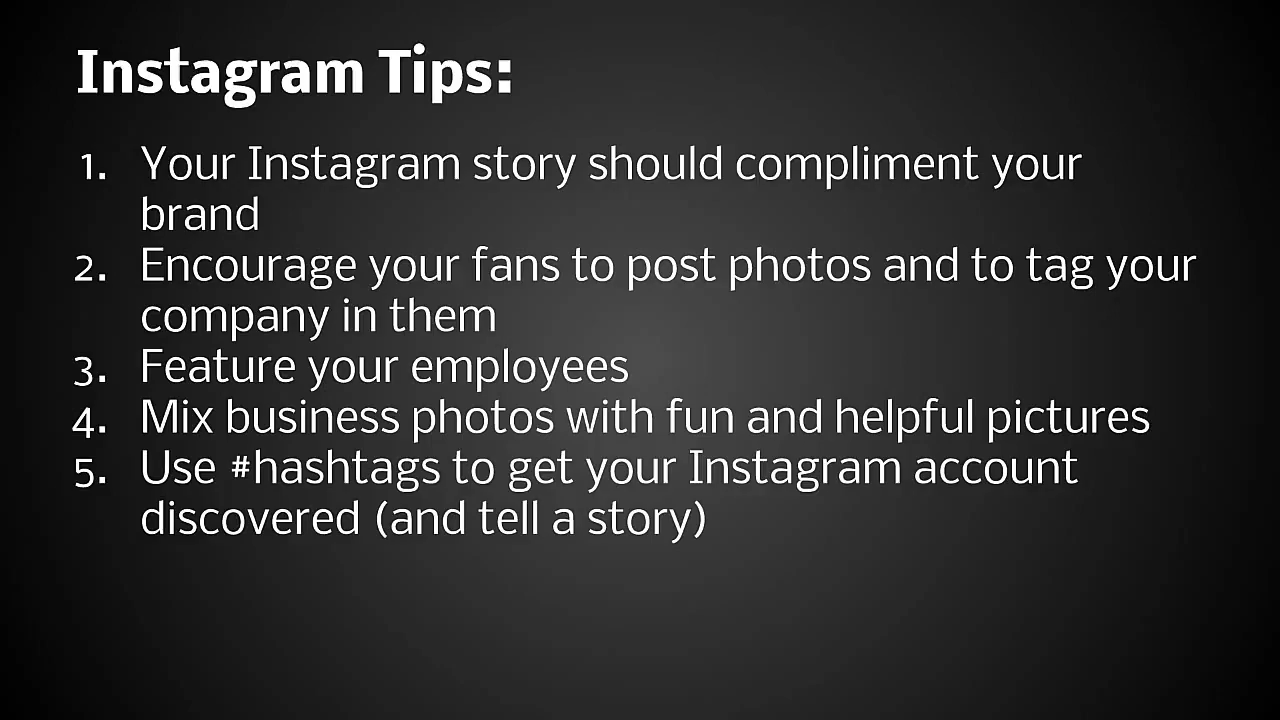 Instagram Tips:
1. Your Instagram story should compliment your
brand
2. Encourage your fans to post photos and to tag your
company in them
3. Feature your employees
4. Mix business photos with fun and helpful pictures
5. Use #hashtags to get your Instagram account
discovered (and tell a story)